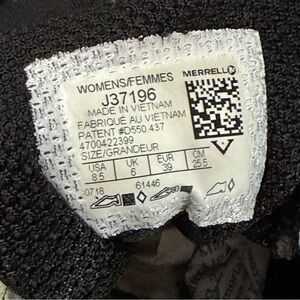 WOMENS/FEMMES
MERRELL
J37196
MADE IN VIETNAM
FABRIQUÉ AU VIETNAM
PATENT #D550,437
4700422399
SIZE/GRANDEUR
USA UK EUR CM
8.5 6 39 25.5
0718 61446